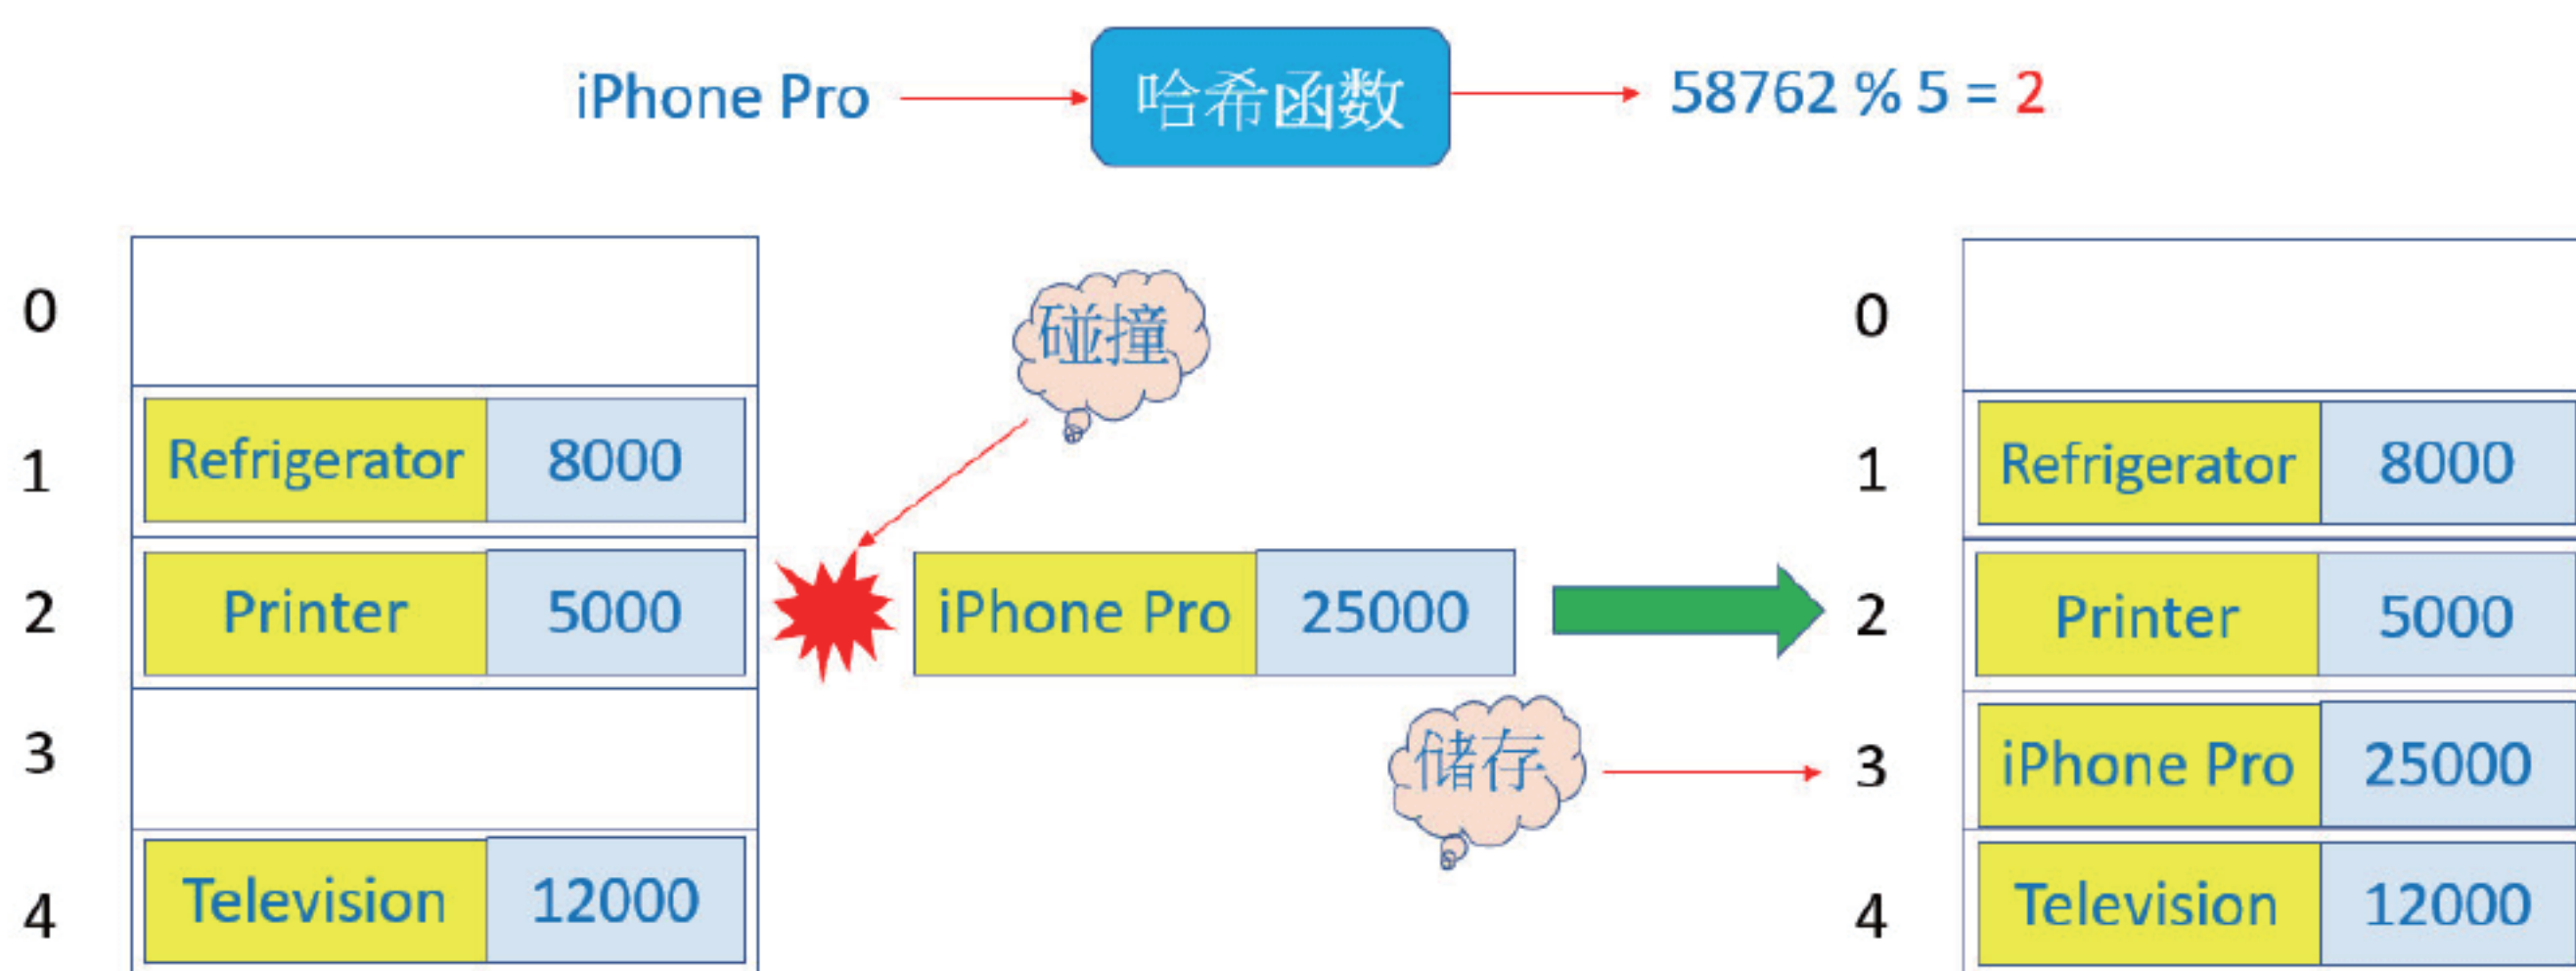 iPhone Pro 哈希函数 58762 % 5 = 2
0 0
碰撞
1 Refrigerator 8000 1 Refrigerator 8000
2 Printer 5000 iPhone Pro 25000 2 Printer 5000
储存
3 3 iPhone Pro 25000
4 Television 12000 4 Television 12000